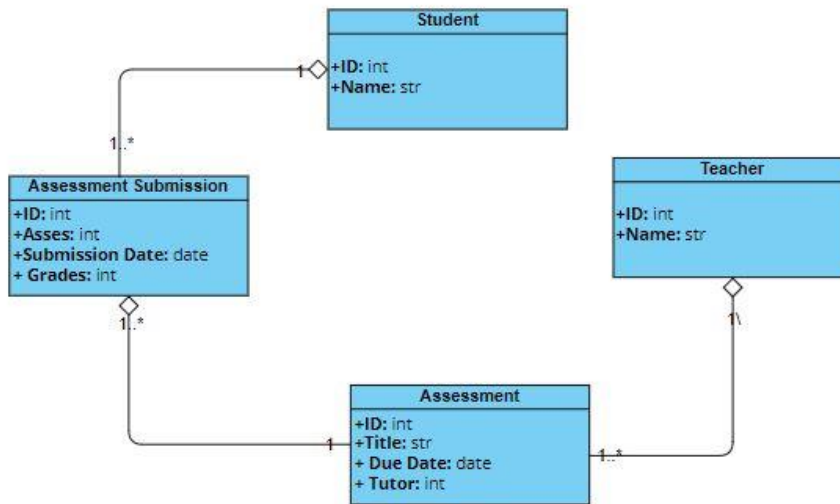 Student
+ID: int
+Name: str
1
1..*
Assessment Submission
+ID: int
+Asses: int
+Submission Date: date
+ Grades: int
1..*
Teacher
+ID: int
+Name: str
1\
Assessment
+ID: int
+Title: str
+ Due Date: date
+ Tutor: int
1
1..*